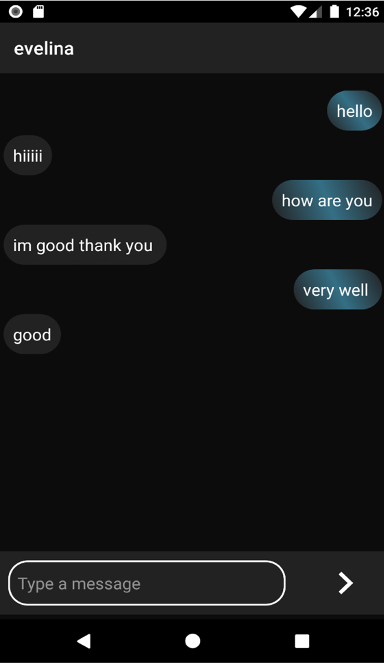 12:36
evelina
hello
hiiiii
how are you
im good thank you
very well
good
Type a message